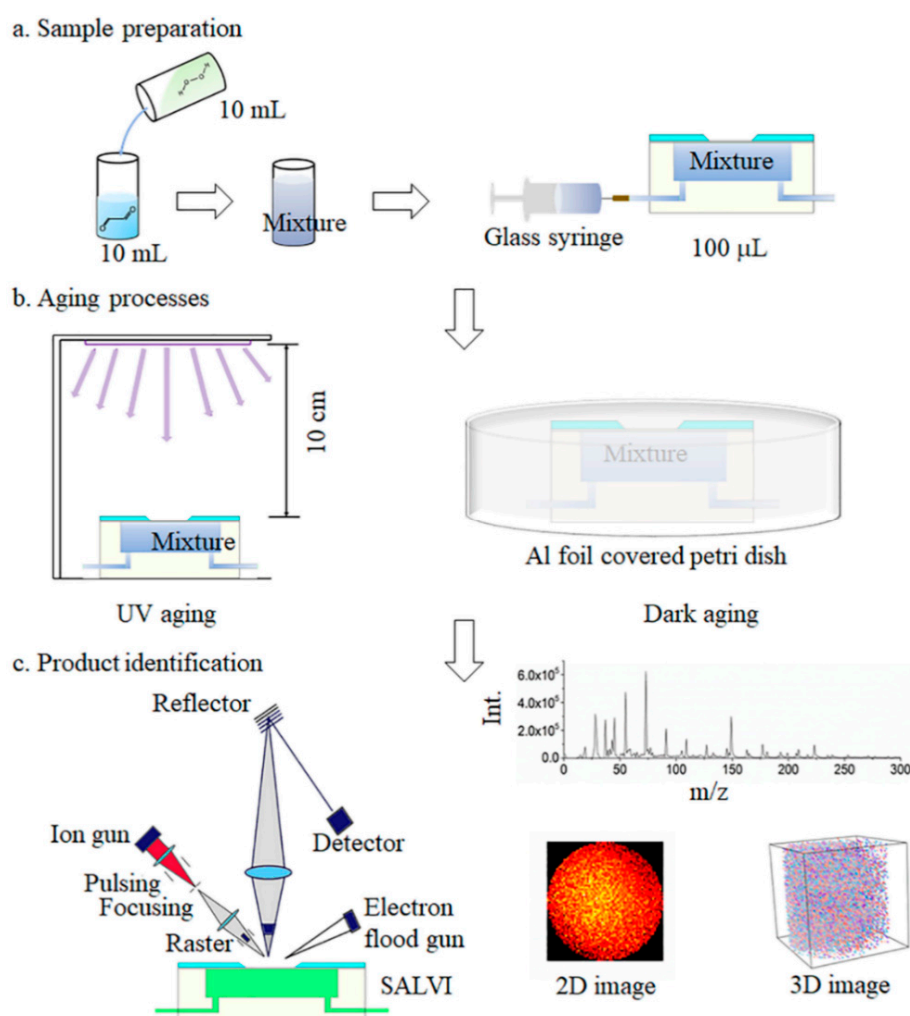 a. Sample preparation
H O O H
10 mL
O O
10 mL
Mixture
Glass syringe
Mixture
100 μL
b. Aging processes
10 cm
Mixture
UV aging
Mixture
Al foil covered petri dish
Dark aging
c. Product identification
Reflector
Detector
Ion gun
Pulsing
Focusing
Raster
Electron
flood gun
SALVI
Int.
6.0x10⁵
4.0x10⁵
2.0x10⁵
0.0
0 50 100 150 200 250 300
m/z
2D image
3D image